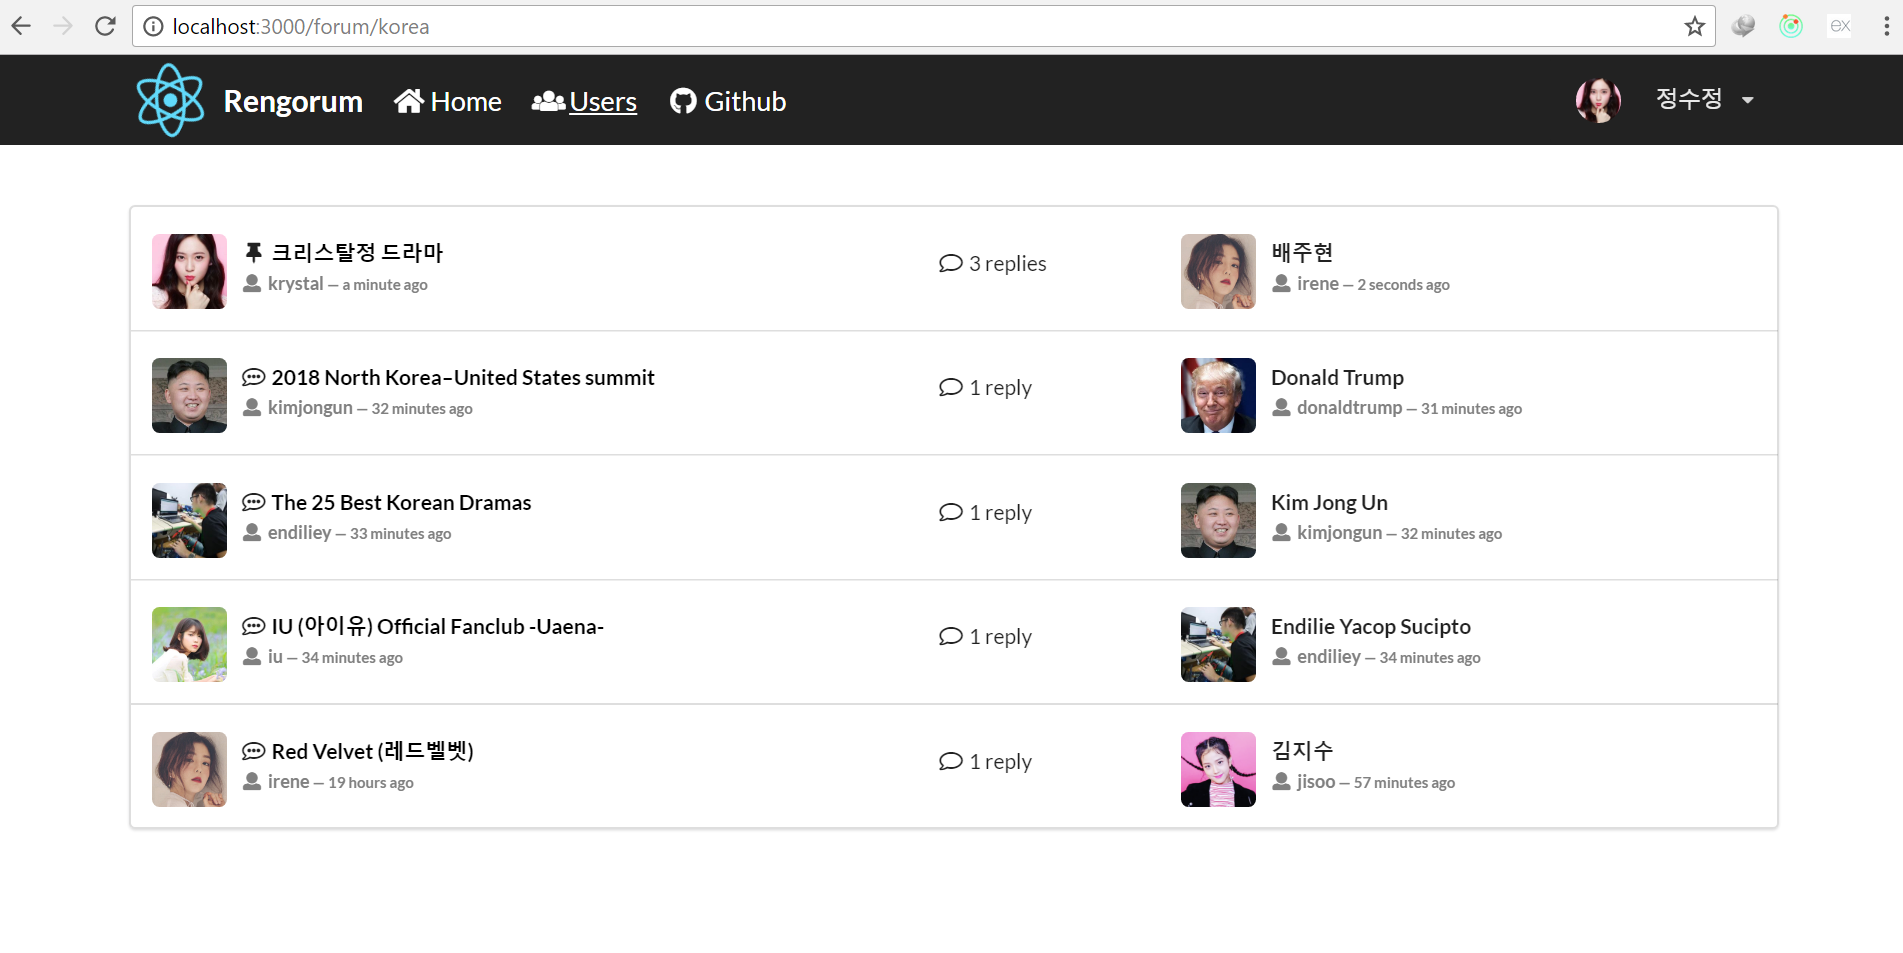 localhost:3000/forum/korea
ex
Rengorum Home Users Github 정수정
크리스탈정 드라마
krystal — a minute ago
3 replies
배주현
irene — 2 seconds ago
2018 North Korea–United States summit
kimjongun — 32 minutes ago
1 reply
Donald Trump
donaldtrump — 31 minutes ago
The 25 Best Korean Dramas
endiliey — 33 minutes ago
1 reply
Kim Jong Un
kimjongun — 32 minutes ago
IU (아이유) Official Fanclub -Uaena-
iu — 34 minutes ago
1 reply
Endilie Yacop Sucipto
endiliey — 34 minutes ago
Red Velvet (레드벨벳)
irene — 19 hours ago
1 reply
김지수
jisoo — 57 minutes ago